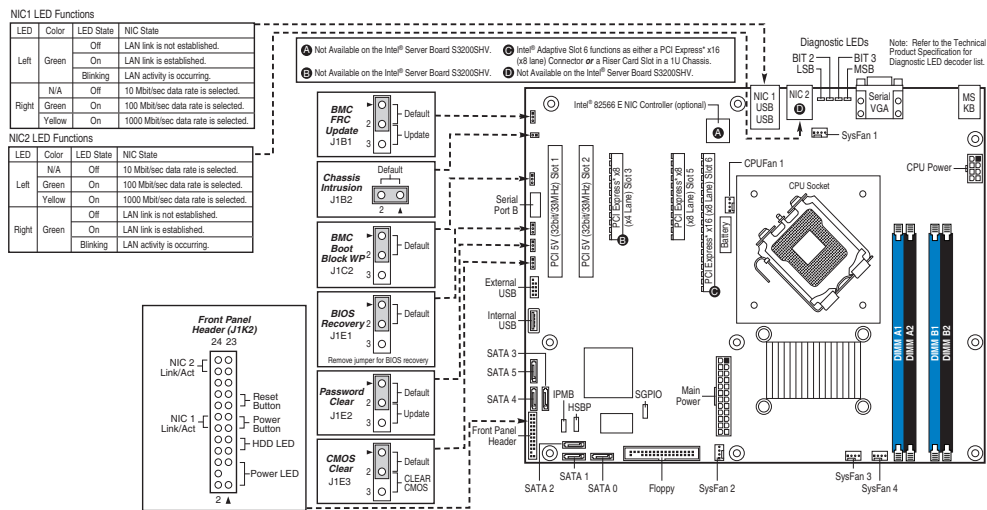 NIC1 LED Functions
LED Color LED State NIC State
Left Green Off LAN link is not established.
On LAN link is established.
Blinking LAN activity is occurring.
Right N/A Off 10 Mbit/sec data rate is selected.
Green On 100 Mbit/sec data rate is selected.
Yellow On 1000 Mbit/sec data rate is selected.
NIC2 LED Functions
LED Color LED State NIC State
Left N/A Off 10 Mbit/sec data rate is selected.
Green On 100 Mbit/sec data rate is selected.
Yellow On 1000 Mbit/sec data rate is selected.
Right Green Off LAN link is not established.
On LAN link is established.
Blinking LAN activity is occurring.
A Not Available on the Intel® Server Board S3200SHV.
B Not Available on the Intel® Server Board S3200SHV.
C Intel® Adaptive Slot 6 functions as either a PCI Express* x16
(x8 lane) Connector or a Riser Card Slot in a 1U Chassis.
D Not Available on the Intel® Server Board S3200SHV.
Diagnostic LEDs
BIT 2
LSB
BIT 3
MSB
Note: Refer to the Technical
Product Specification for
Diagnostic LED decoder list.
BMC
FRC
Update
J1B1
2
3
Default
Update
Chassis
Intrusion
J1B2
Default
2
BMC
Boot
Block WP
J1C2
2
3
Default
BIOS
Recovery
J1E1
2
3
Default
Remove jumper for BIOS recovery
Password
Clear
J1E2
2
3
Default
Update
CMOS
Clear
J1E3
2
3
Default
CLEAR
CMOS
Front Panel
Header (J1K2)
24 23
NIC 2
Link/Act
Reset
Button
NIC 1
Link/Act
Power
Button
HDD LED
Power LED
2
Intel® 82566 E NIC Controller (optional)
A
NIC 1
USB
USB
NIC 2
D
Serial
VGA
MS
KB
SysFan 1
CPU Power
CPUFan 1
CPU Socket
Battery
PCI 5V (32bit/33MHz) Slot 1
PCI 5V (32bit/33MHz) Slot 2
PCI Express* x8
(x4 Lane) Slot3
B
PCI Express* x8
(x8 Lane) Slot 5
PCI Express* x16 (x8 Lane) Slot 6
C
Serial
Port B
External
USB
Internal
USB
SATA 3
SATA 5
SATA 4
IPMB
HSBP
SGPIO
Main
Power
Front Panel
Header
DIMM A1
DIMM A2
DIMM B1
DIMM B2
SATA 2
SATA 1
SATA 0
Floppy
SysFan 2
SysFan 3
SysFan 4